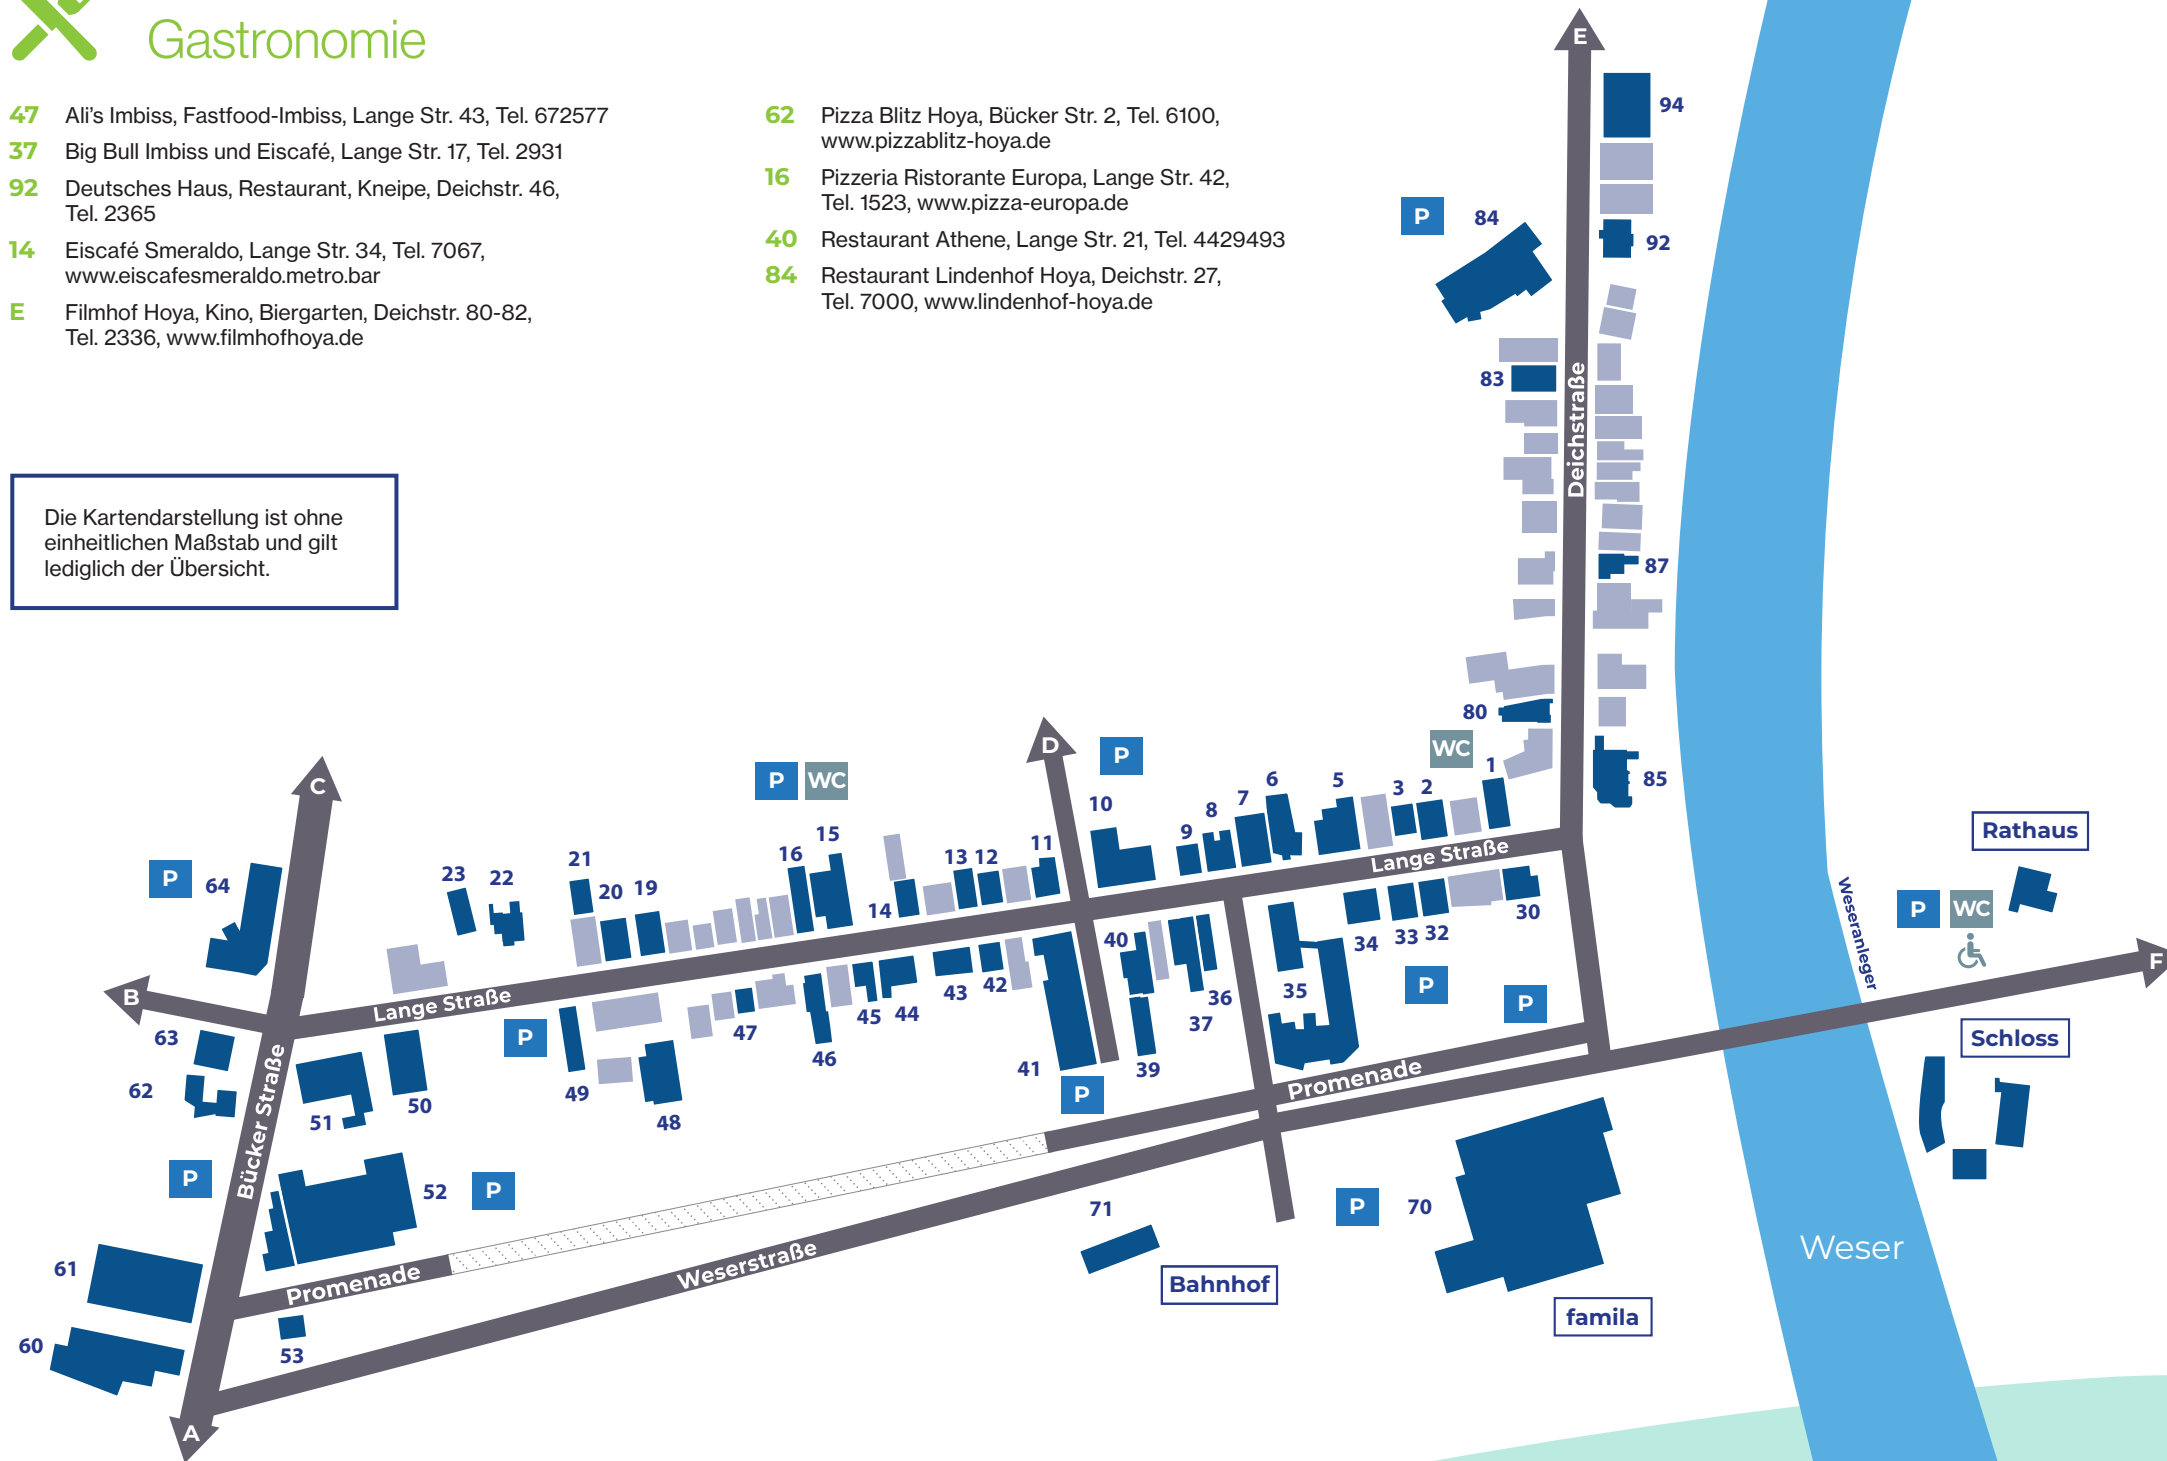 Gastronomie
47 Ali's Imbiss, Fastfood-Imbiss, Lange Str. 43, Tel. 672577
37 Big Bull Imbiss und Eiscafé, Lange Str. 17, Tel. 2931
92 Deutsches Haus, Restaurant, Kneipe, Deichstr. 46,
Tel. 2365
14 Eiscafé Smeraldo, Lange Str. 34, Tel. 7067,
www.eiscafesmeraldo.metro.bar
E Filmhof Hoya, Kino, Biergarten, Deichstr. 80-82,
Tel. 2336, www.filmhofhoya.de
62 Pizza Blitz Hoya, Bücker Str. 2, Tel. 6100,
www.pizzablitz-hoya.de
16 Pizzeria Ristorante Europa, Lange Str. 42,
Tel. 1523, www.pizza-europa.de
40 Restaurant Athene, Lange Str. 21, Tel. 4429493
84 Restaurant Lindenhof Hoya, Deichstr. 27,
Tel. 7000, www.lindenhof-hoya.de
Die Kartendarstellung ist ohne
einheitlichen Maßstab und gilt
lediglich der Übersicht.
E
94
P
84
92
83
Deichstraße
87
80
WC
1
85
D
P
C
P
WC
6
5
3
2
10
7
8
9
Rathaus
15
16
11
13
12
Lange Straße
21
23
22
20
19
14
P
64
30
34
33
32
P
WC
Weseranleger
40
F
B
Lange Straße
43
42
45
44
36
35
P
P
37
47
46
P
63
Schloss
41
39
62
49
P
Promenade
50
51
48
Bücker Straße
P
52
P
71
P
70
Weser
Weserstraße
61
Promenade
Bahnhof
famila
60
53
A